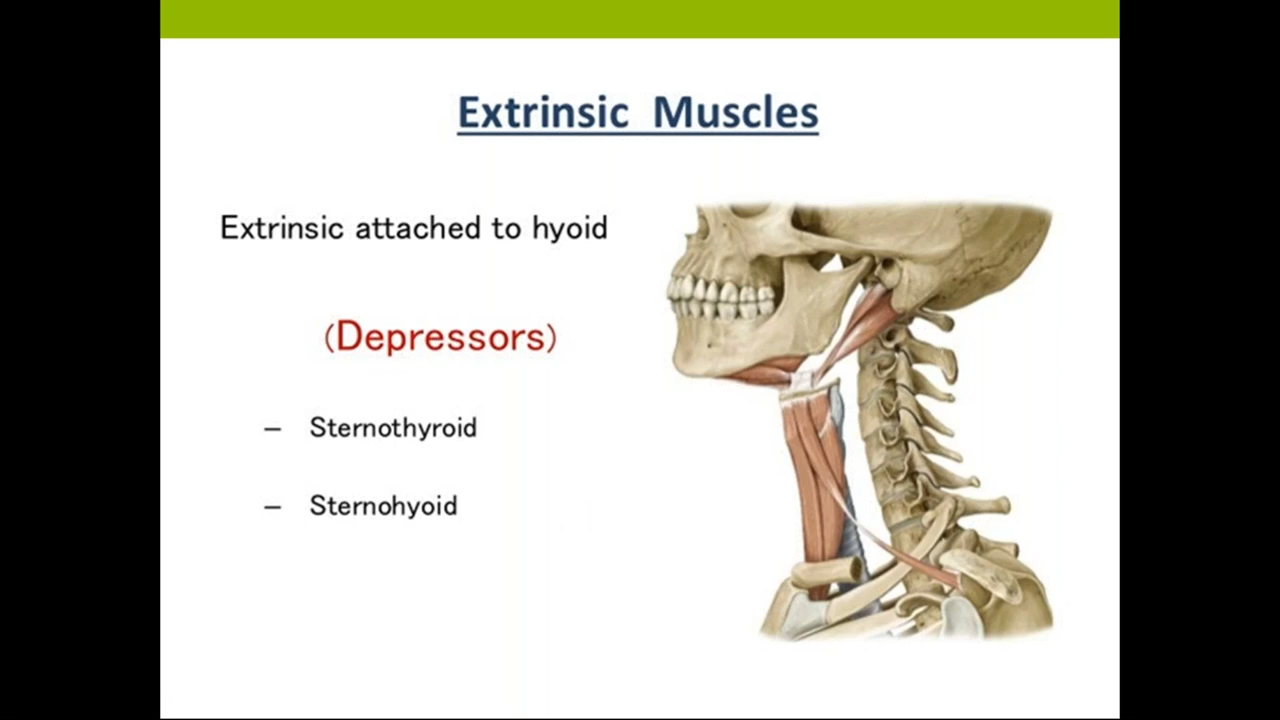 Extrinsic Muscles
Extrinsic attached to hyoid
(Depressors)
– Sternothyroid
– Sternohyoid